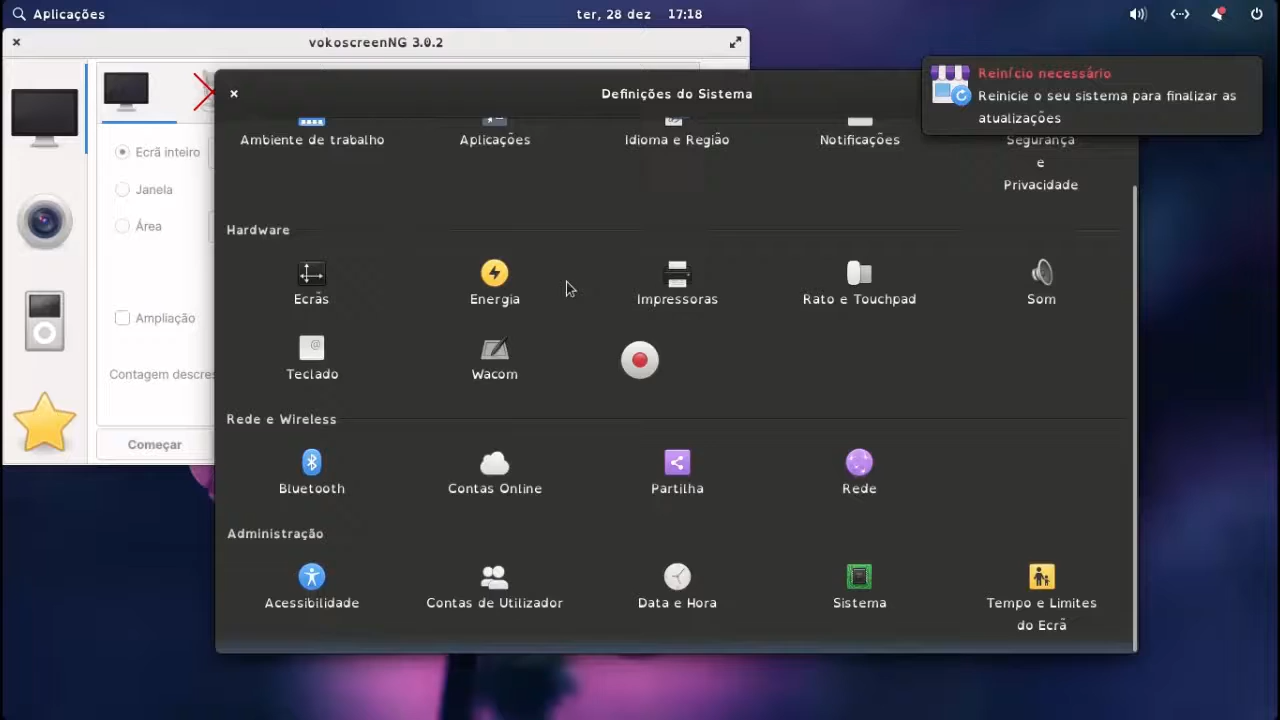 Aplicações
ter, 28 dez 17:18
vokoscreenNG 3.0.2
Reinício necessário
Reinicie o seu sistema para finalizar as
atualizações
Ecrã inteiro
Janela
Área
Ampliação
Contagem descres
Começar
Definições do Sistema
Ambiente de trabalho
Aplicações
Idioma e Região
Notificações
Segurança
e
Privacidade
Hardware
Ecrãs
Energia
Impressoras
Rato e Touchpad
Som
Teclado
Wacom
Rede e Wireless
Bluetooth
Contas Online
Partilha
Rede
Administração
Acessibilidade
Contas de Utilizador
Data e Hora
Sistema
Tempo e Limites
do Ecrã